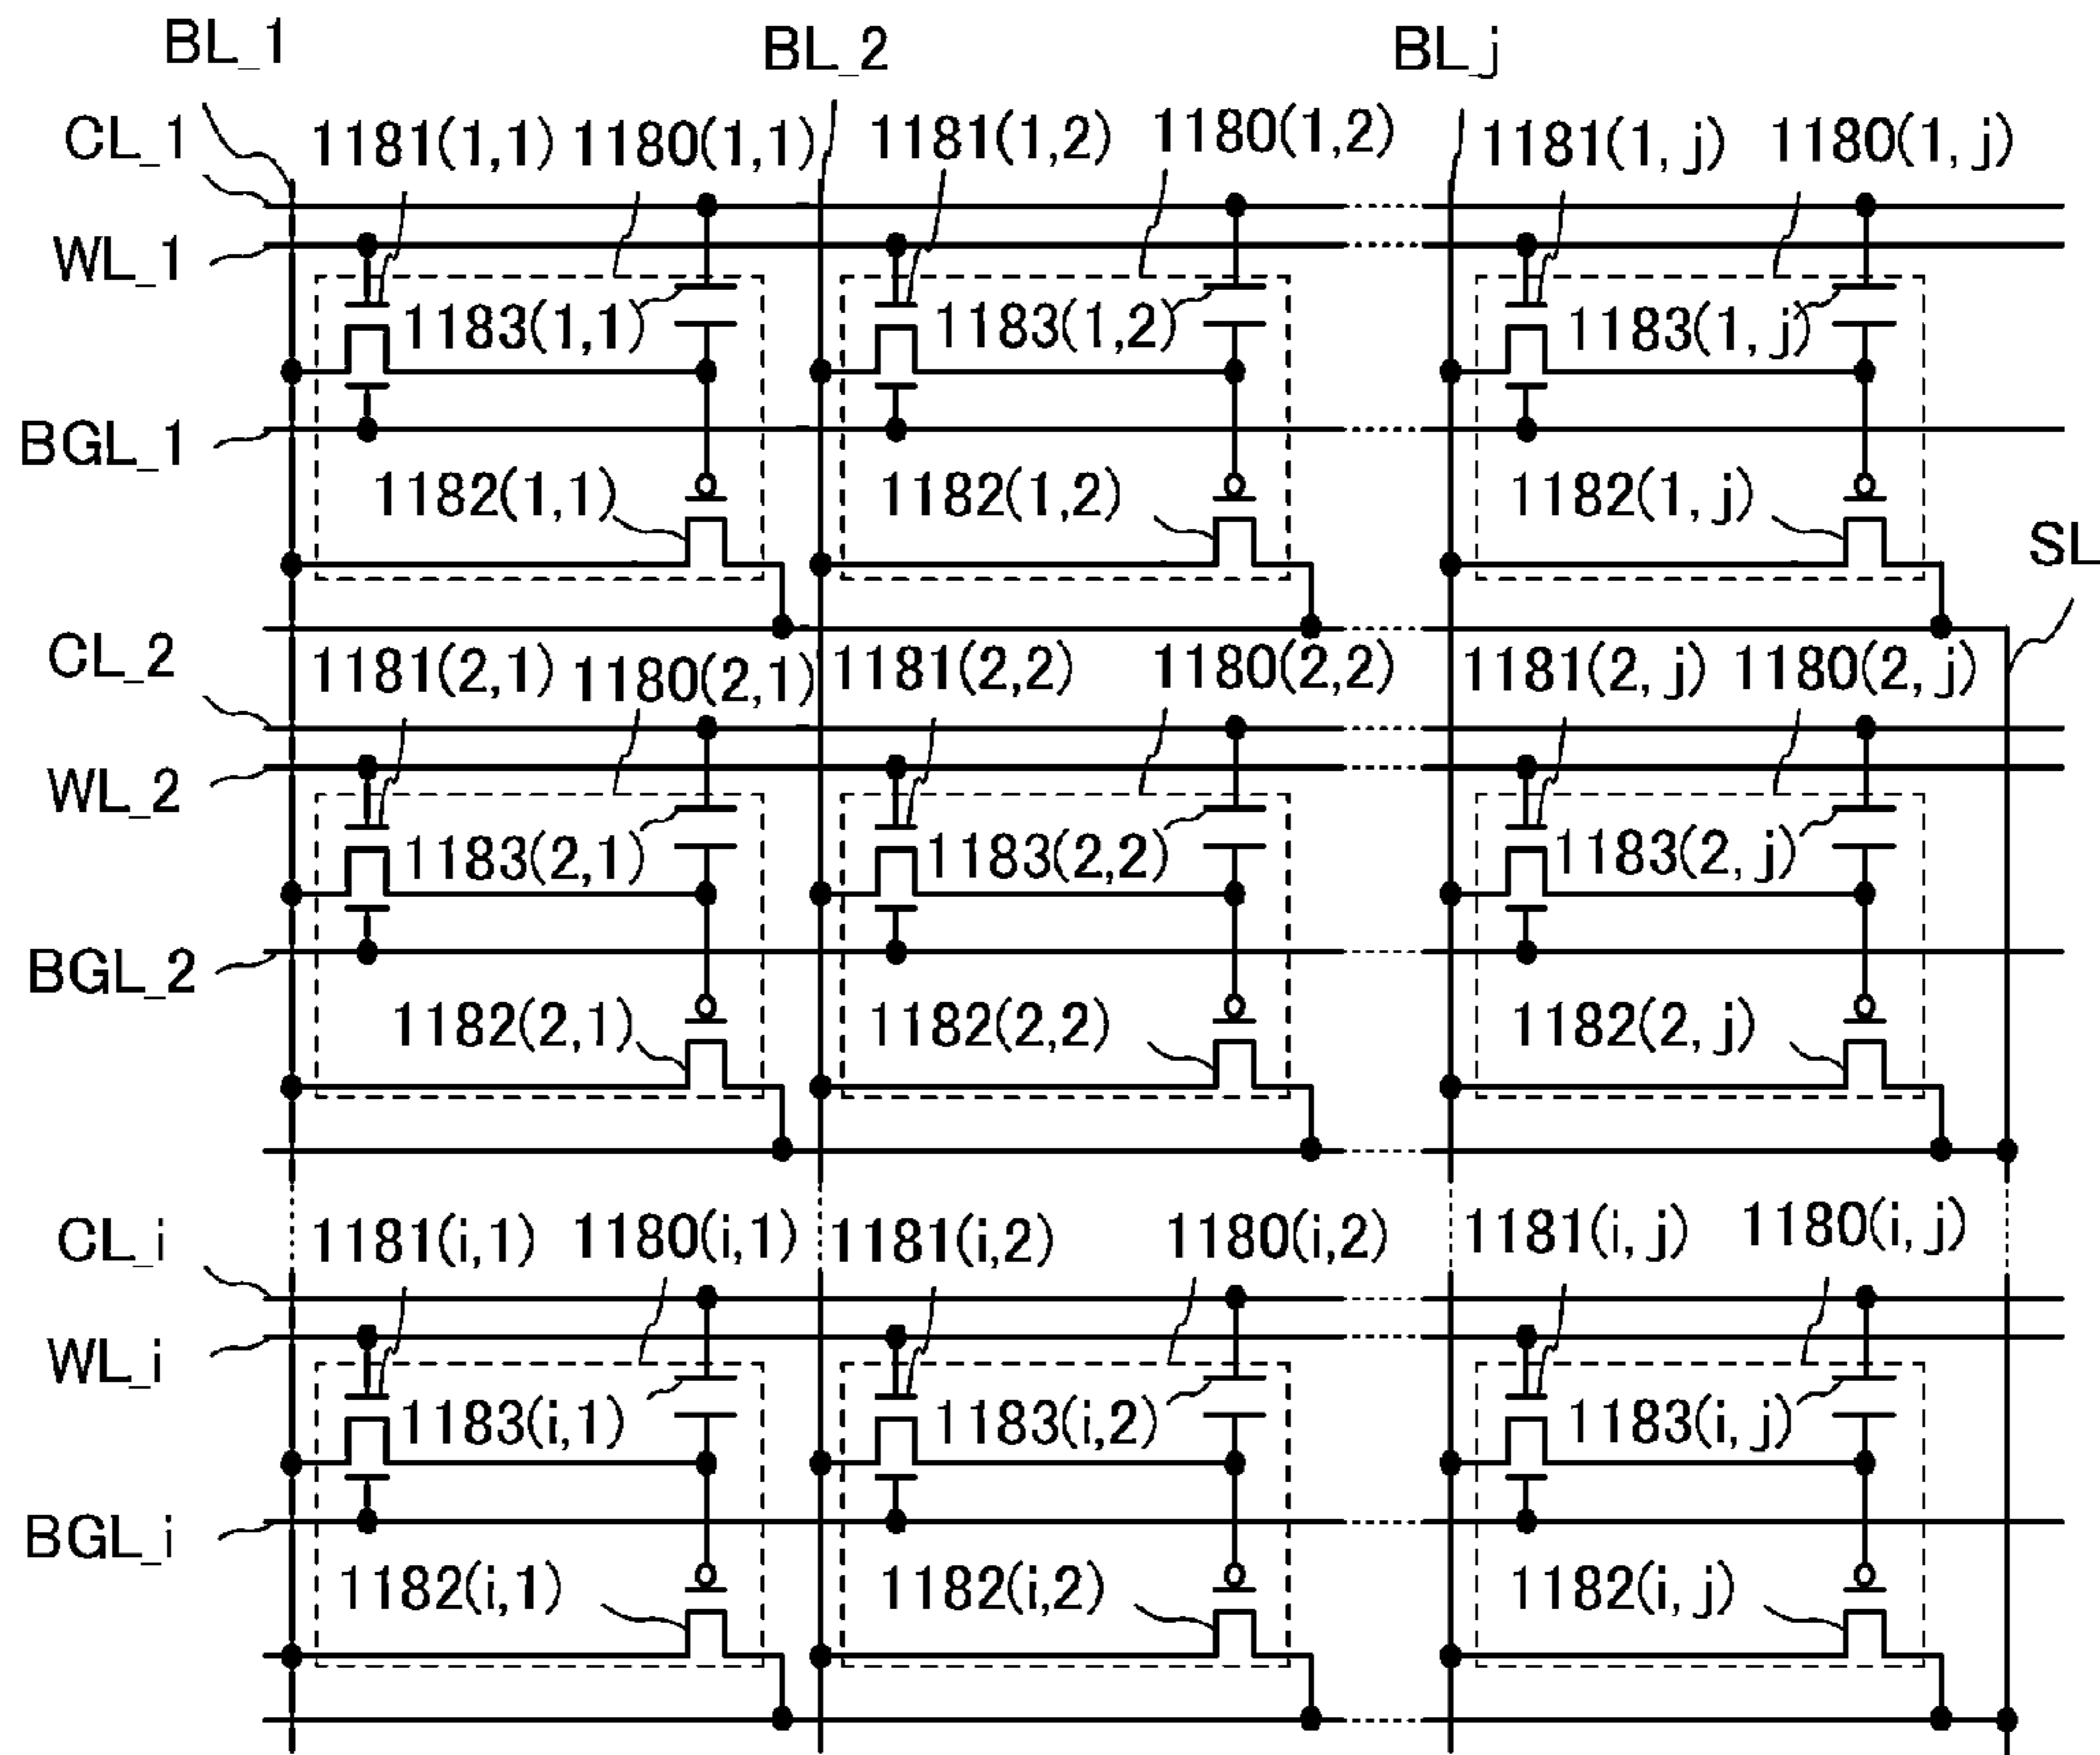 BL_1 BL_2 BL_j
CL_1 1181(1,1) 1180(1,1) 1181(1,2) 1180(1,2) 1181(1, j) 1180(1, j)
WL_1
1183(1,1) 1183(1,2) 1183(1, j)
BGL_1
1182(1,1) 1182(1,2) 1182(1, j)
SL
CL_2 1181(2,1) 1180(2,1) 1181(2,2) 1180(2,2) 1181(2, j) 1180(2, j)
WL_2
1183(2,1) 1183(2,2) 1183(2, j)
BGL_2
1182(2,1) 1182(2,2) 1182(2, j)
CL_i 1181(i,1) 1180(i,1) 1181(i,2) 1180(i,2) 1181(i, j) 1180(i, j)
WL_i
1183(i,1) 1183(i,2) 1183(i, j)
BGL_i
1182(i,1) 1182(i,2) 1182(i, j)